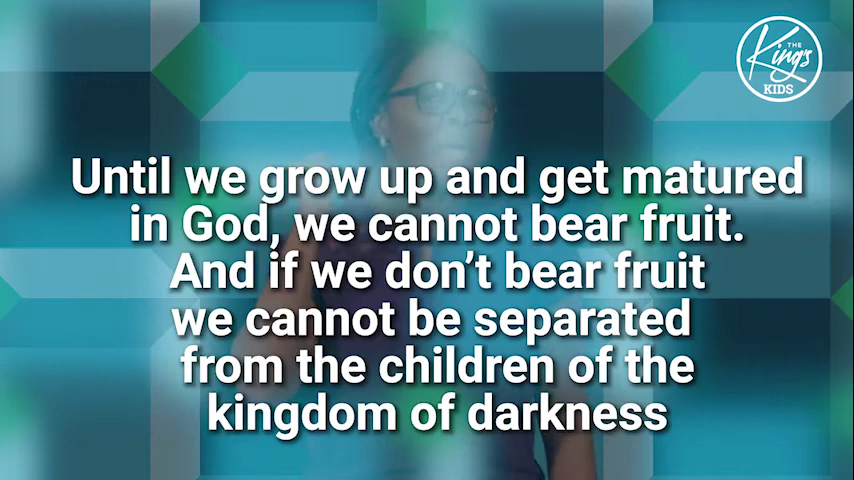 THE
King's
KIDS
Until we grow up and get matured
in God, we cannot bear fruit.
And if we don't bear fruit
we cannot be separated
from the children of the
kingdom of darkness